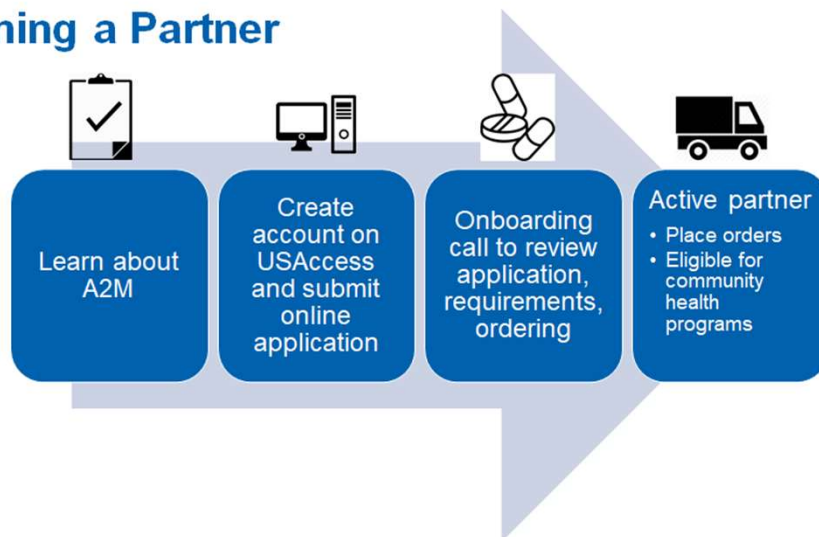 ning a Partner
Learn about
A2M
Create
account on
USAccess
and submit
online
application
Onboarding
call to review
application,
requirements,
ordering
Active partner
• Place orders
• Eligible for
community
health
programs